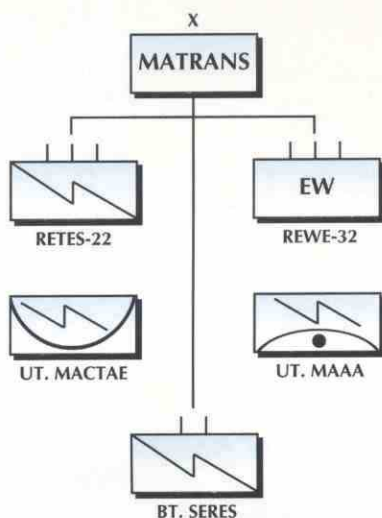 X
MATRANS
RETES-22
EW
REWE-32
UT. MACTAE
UT. MAAA
BT. SERES